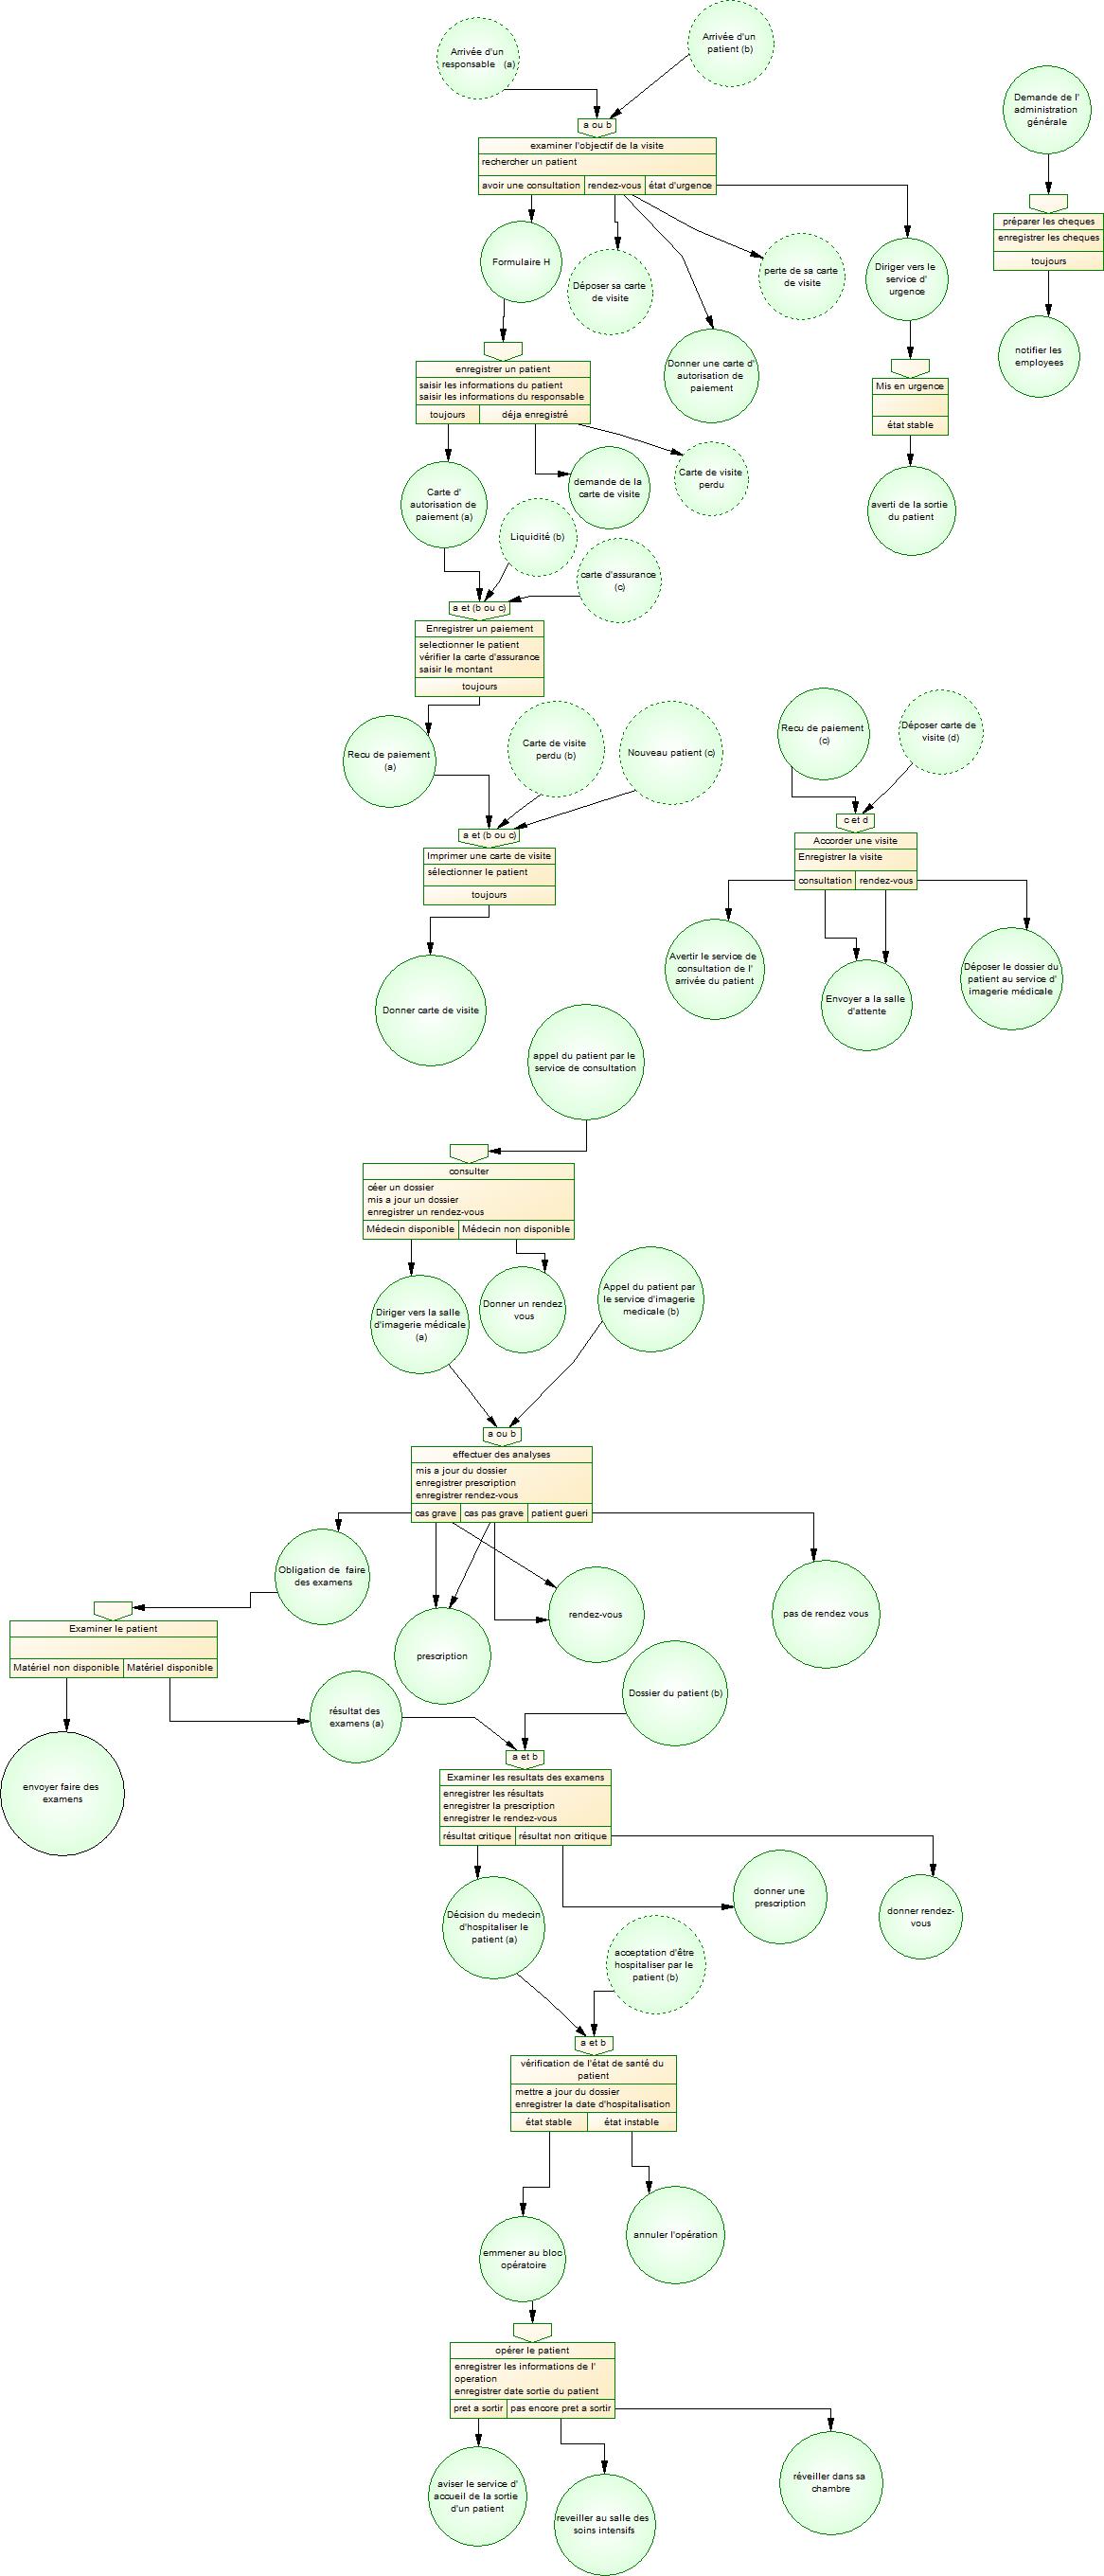 Arrivée d'un
responsable (a)
Arrivée d'un
patient (b)
Demande de l'
administration
générale
a ou b
examiner l'objectif de la visite
rechercher un patient
avoir une consultation
rendez-vous
état d'urgence
préparer les cheques
enregistrer les cheques
toujours
Formulaire H
Déposer sa carte
de visite
perte de sa carte
de visite
Diriger vers le
service d'
urgence
notifier les
employees
Donner une carte d'
autorisation de
paiement
enregistrer un patient
saisir les informations du patient
saisir les informations du responsable
toujours
déja enregistré
Mis en urgence
état stable
Carte d'
autorisation de
paiement (a)
demande de la
carte de visite
Carte de visite
perdu
averti de la sortie
du patient
Liquidité (b)
carte d'assurance
(c)
a et (b ou c)
Enregistrer un paiement
selectionner le patient
vérifier la carte d'assurance
saisir le montant
toujours
Recu de paiement
(a)
Carte de visite
perdu (b)
Nouveau patient (c)
Recu de paiement
(c)
Déposer carte de
visite (d)
a et (b ou c)
Imprimer une carte de visite
sélectionner le patient
toujours
c et d
Accorder une visite
Enregistrer la visite
consultation
rendez-vous
Donner carte de visite
Avertir le service de
consultation de l'
arrivée du patient
Envoyer a la salle
d'attente
Déposer le dossier du
patient au service d'
imagerie médicale
appel du patient par le
service de consultation
consulter
céer un dossier
mis a jour un dossier
enregistrer un rendez-vous
Médecin disponible
Médecin non disponible
Diriger vers la salle
d'imagerie médicale
(a)
Donner un rendez
vous
Appel du patient par
le service d'imagerie
medicale (b)
a ou b
effectuer des analyses
mis a jour du dossier
enregistrer prescription
enregistrer rendez-vous
cas grave
cas pas grave
patient gueri
Obligation de faire
des examens
prescription
rendez-vous
pas de rendez vous
Examiner le patient
Matériel non disponible
Matériel disponible
envoyer faire des
examens
résultat des
examens (a)
Dossier du patient (b)
a et b
Examiner les resultats des examens
enregistrer les résultats
enregistrer la prescription
enregistrer le rendez-vous
résultat critique
résultat non critique
Décision du medecin
d'hospitaliser le
patient (a)
donner une
prescription
donner rendez-
vous
acceptation d'être
hospitaliser par le
patient (b)
a et b
vérification de l'état de santé du
patient
mettre a jour du dossier
enregistrer la date d'hospitalisation
état stable
état instable
emmener au bloc
opératoire
annuler l'opération
opérer le patient
enregistrer les informations de l'
operation
enregistrer date sortie du patient
pret a sortir
pas encore pret a sortir
aviser le service d'
accueil de la sortie
d'un patient
reveiller au salle des
soins intensifs
réveiller dans sa
chambre